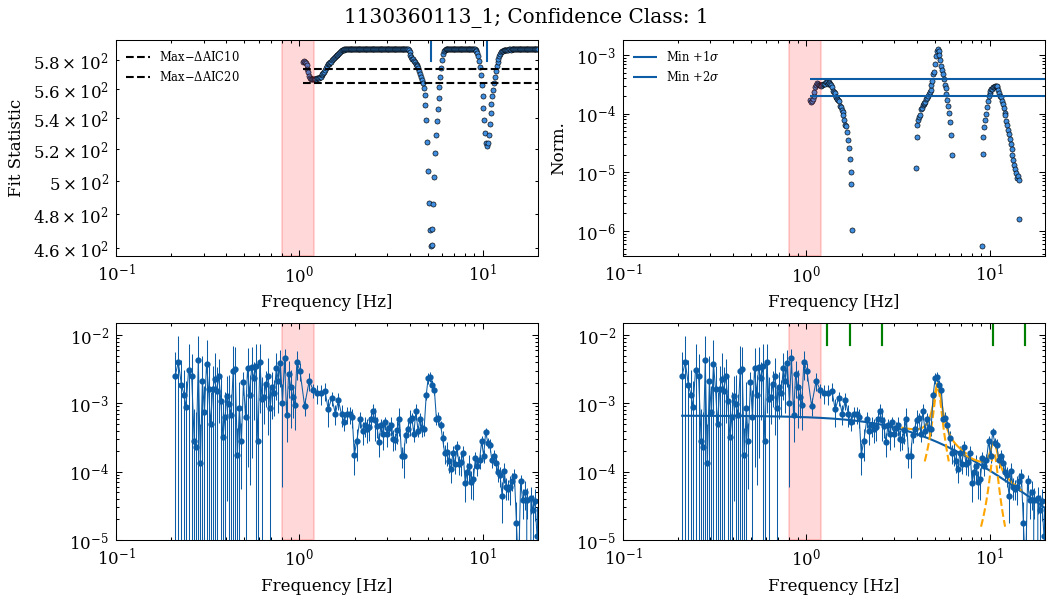 1130360113_1; Confidence Class: 1
Max−ΔAIC10
Max−ΔAIC20
Fit Statistic
5.8 × 10²
5.6 × 10²
5.4 × 10²
5.2 × 10²
5 × 10²
4.8 × 10²
4.6 × 10²
10⁻¹
10⁰
10¹
Frequency [Hz]
Min +1σ
Min +2σ
Norm.
10⁻³
10⁻⁴
10⁻⁵
10⁻⁶
10⁻¹
10⁰
10¹
Frequency [Hz]
10⁻²
10⁻³
10⁻⁴
10⁻⁵
10⁻¹
10⁰
10¹
Frequency [Hz]
10⁻²
10⁻³
10⁻⁴
10⁻⁵
10⁻¹
10⁰
10¹
Frequency [Hz]